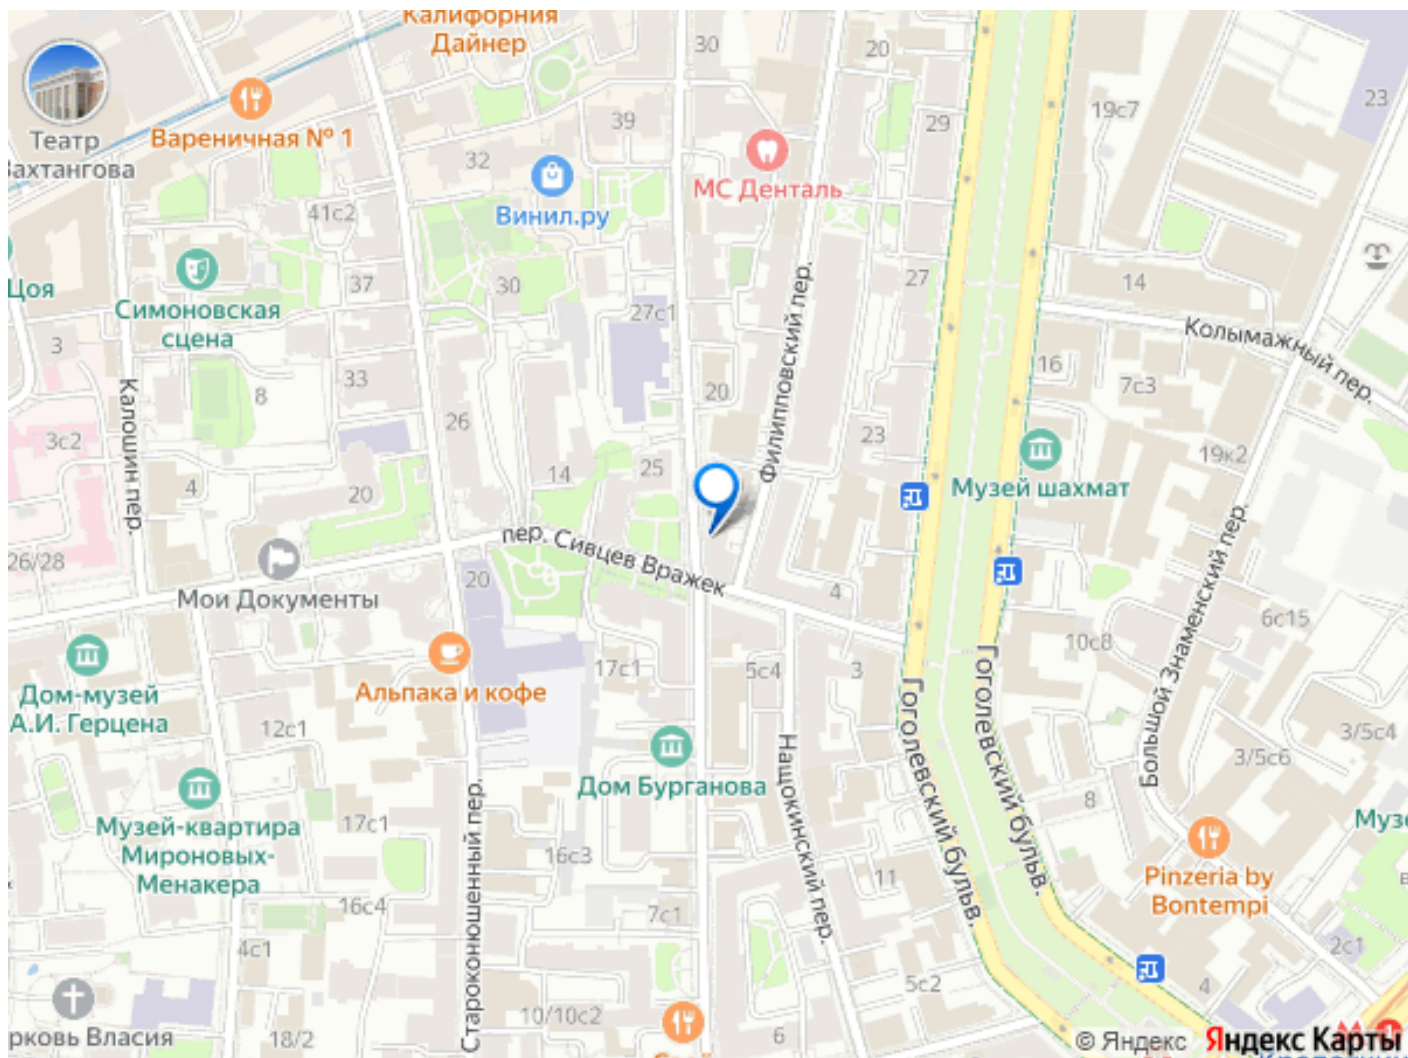 Калифорния
Дайнер
30
20
23
Театр
Вахтангова
Вареничная № 1
39
29
19с7
32
МС Денталь
Винил.ру
41с2
Цоя
Симоновская
сцена
37
30
27с1
27
14
Колымажный пер.
3
33
8
20
Филипповский пер.
16
7с3
Калошин пер.
26
3с2
23
19к2
4
14
25
20
Музей шахмат
26/28
пер. Сивцев Вражек
Мои Документы
20
4
6с15
10с8
Большой Знаменский пер.
Дом-музей
А.И. Герцена
Альпака и кофе
17с1
5с4
3
12с1
Гоголевский бульв.
Гоголевский бульв.
3/5с4
3/5с6
Дом Бурганова
Нащокинский пер.
Музей-квартира
Мироновых-
Менакера
17с1
Староконюшенный пер.
16с3
8
Pinzeria by
Bontempi
11
16с4
7с1
4с1
2с1
5с2
4
10/10с2
18/2
6
© Яндекс
Яндекс Карты